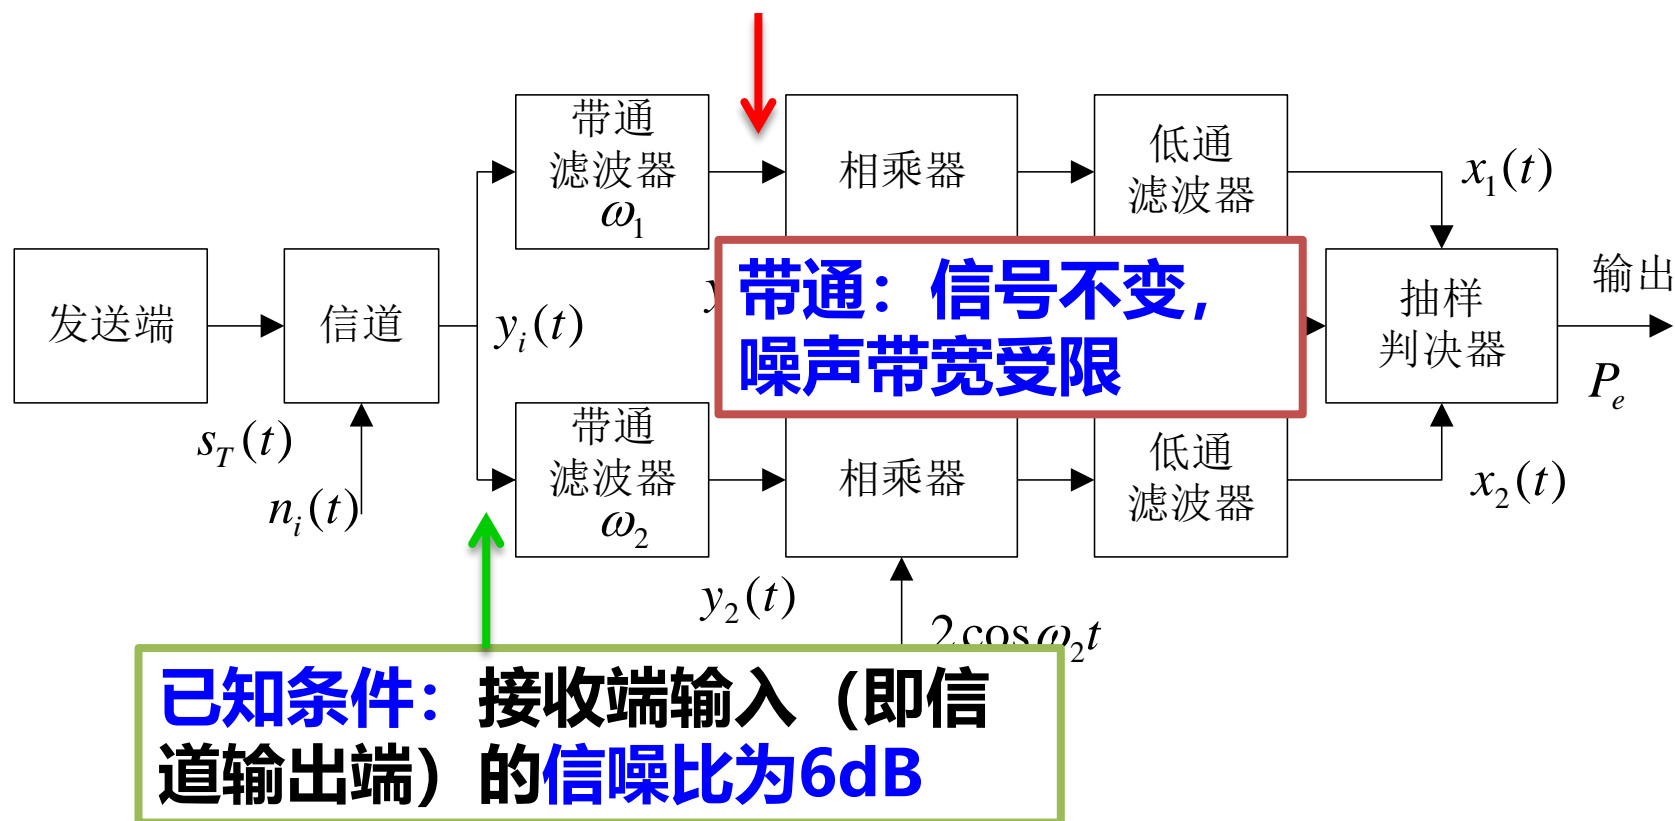 带通
滤波器
ω₁
相乘器
低通
滤波器
x₁(t)
发送端
信道
y_i(t)
带通：信号不变，
噪声带宽受限
抽样
判决器
输出
P_e
s_T(t)
n_i(t)
带通
滤波器
ω₂
相乘器
低通
滤波器
x₂(t)
y₂(t)
2cosω₂t
已知条件：接收端输入（即信
道输出端）的信噪比为6dB